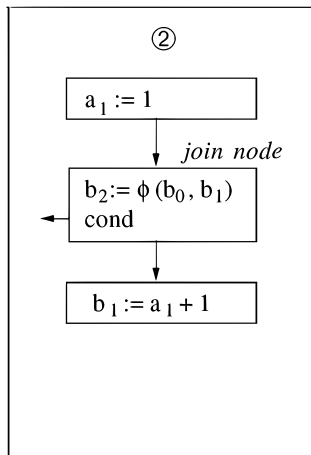 ②
a₁ := 1
join node
b₂:= ϕ (b₀, b₁)
cond
b₁ := a₁ + 1